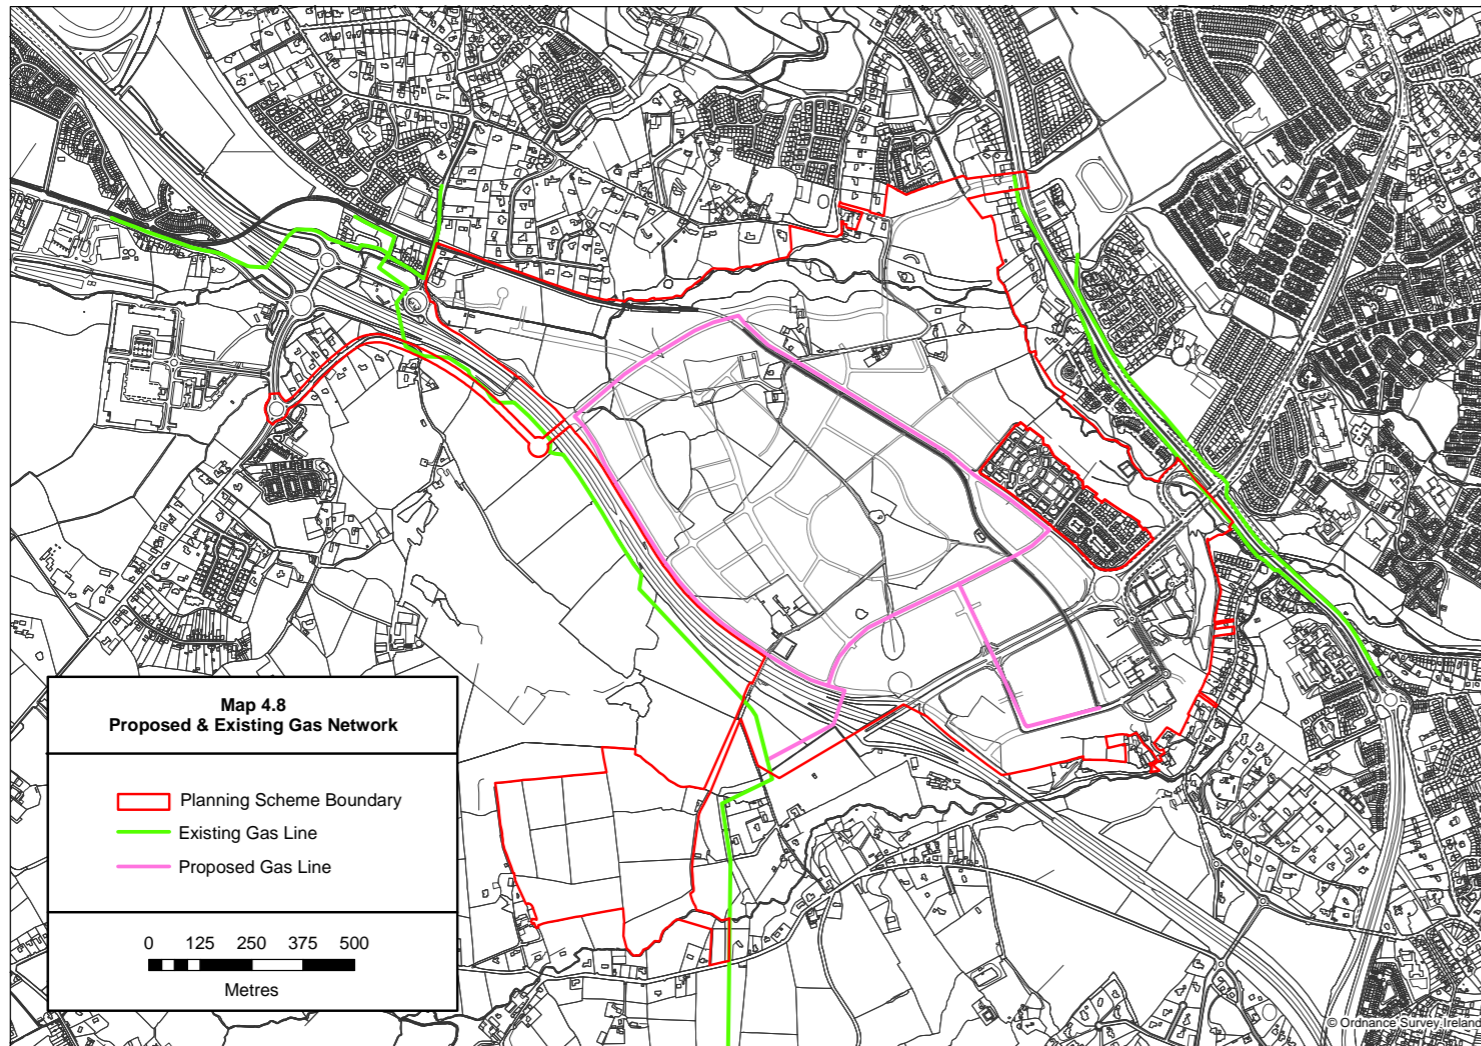 Map 4.8
Proposed & Existing Gas Network
Planning Scheme Boundary
Existing Gas Line
Proposed Gas Line
0 125 250 375 500
Metres
© Ordnance Survey Ireland